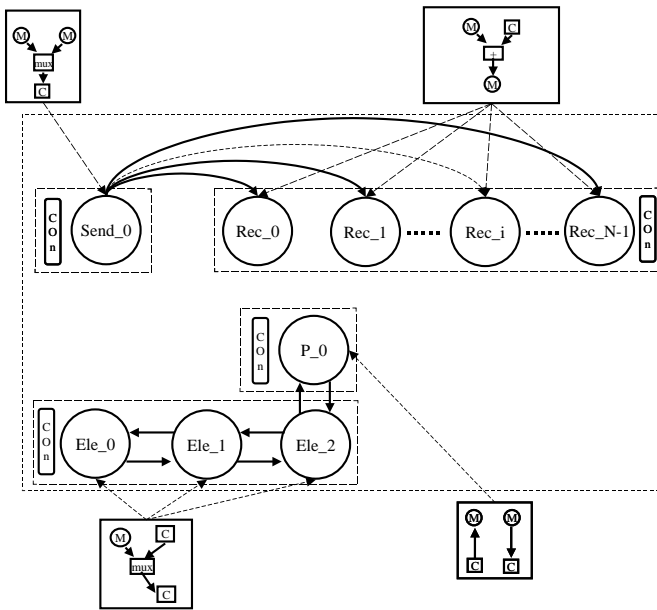 M M
mux
C
M C
+
M
C
O
n
Send_0
Rec_0
Rec_1
Rec_i
Rec_N-1
C
O
n
C
O
n
P_0
C
O
n
Ele_0
Ele_1
Ele_2
M C
mux
C
M M
C C